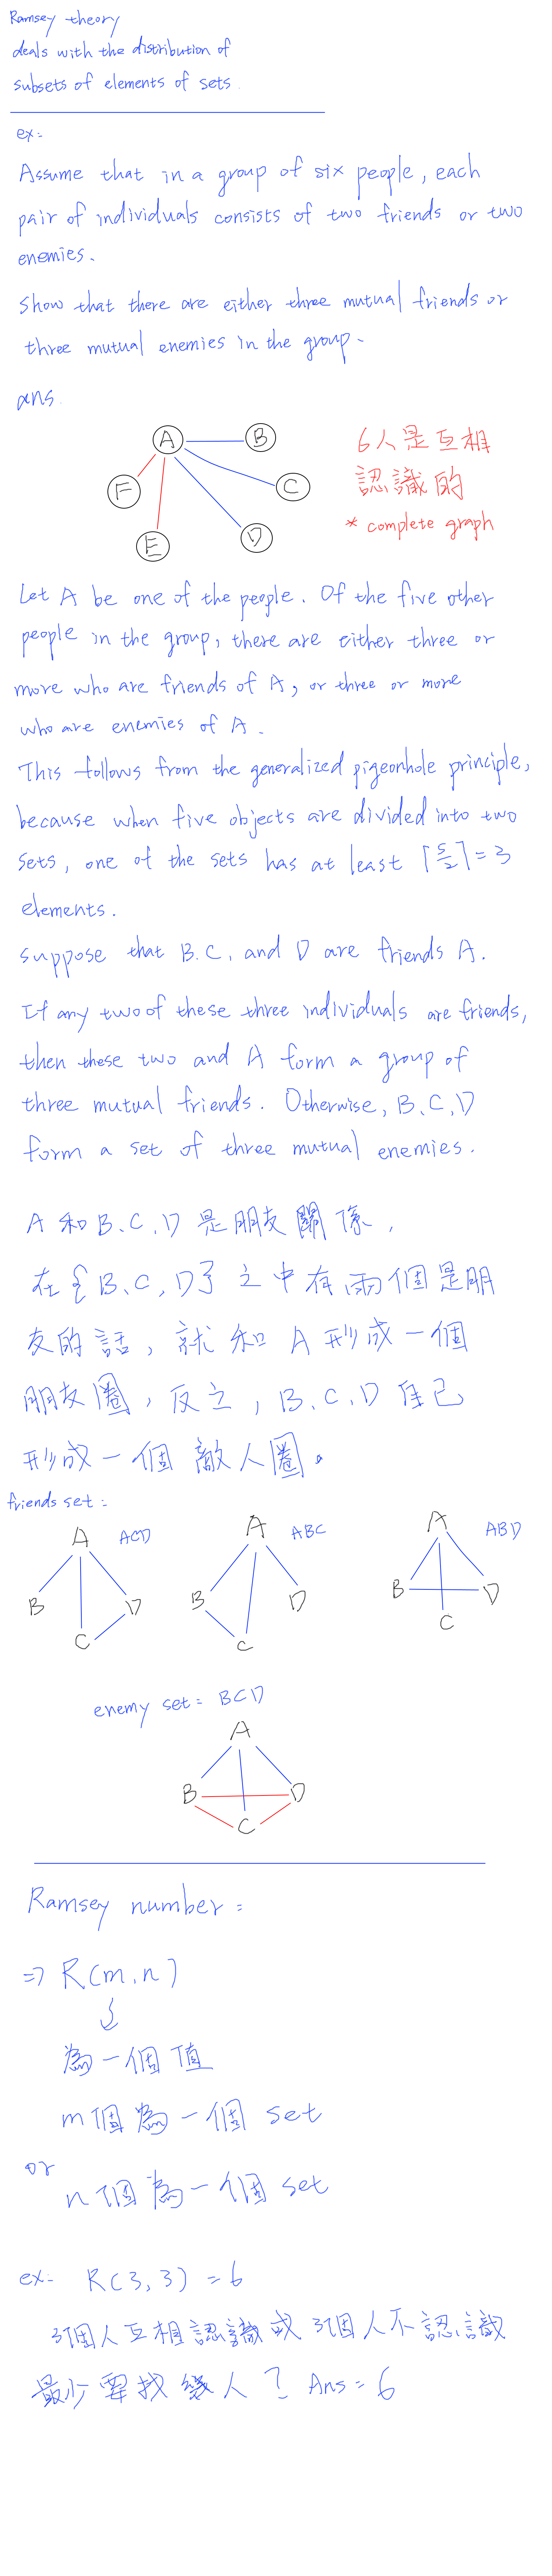 Ramsey theory
deals with the distribution of
subsets of elements of sets.
ex:
Assume that in a group of six people, each
pair of individuals consists of two friends or two
enemies.
Show that there are either three mutual friends or
three mutual enemies in the group.
ans.
A
B
C
D
E
F
6人是互相
認識的
* complete graph
Let A be one of the people. Of the five other
people in the group, there are either three or
more who are friends of A, or three or more
who are enemies of A.
This follows from the generalized pigeonhole principle,
because when five objects are divided into two
sets, one of the sets has at least ⌈5/2⌉ = 3
elements.
suppose that B.C, and D are friends A.
If any two of these three individuals are friends,
then these two and A form a group of
three mutual friends. Otherwise, B、C、D
form a set of three mutual enemies.
A 和 B、C、D 是朋友關係,
在{B、C、D}之中有兩個是朋
友的話, 就和 A 形成一個
朋友圈, 反之, B、C、D 自己
形成一個 敵人圈。
friends set:
A ACD
B D
C
A ABC
B D
C
A ABD
B D
C
enemy set: BCD
A
B D
C
Ramsey number:
=> R(m,n)
為一個值
m個為一個 set
or
n個為一個 set
ex: R(3,3) = 6
3個人互相認識或3個人不認識
最少要找幾人? Ans = 6